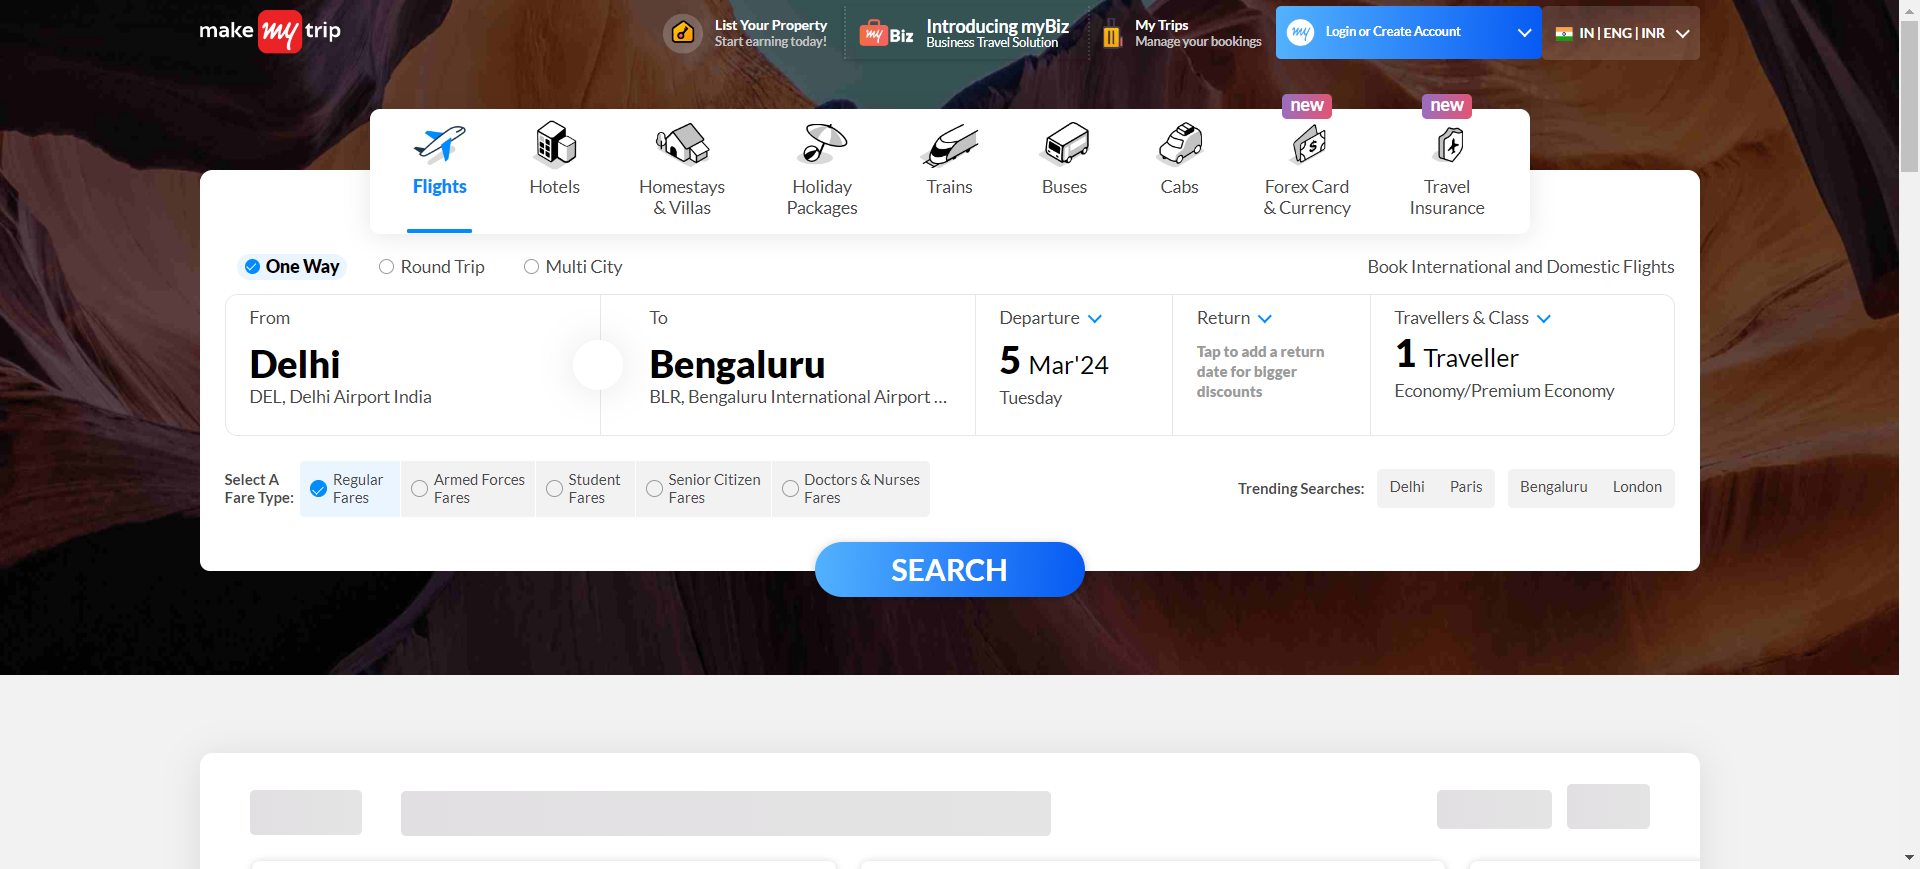 make my trip
List Your Property
Start earning today!
my Biz
Introducing myBiz
Business Travel Solution
My Trips
Manage your bookings
my
Login or Create Account
IN | ENG | INR
new
new
Flights
Hotels
Homestays
& Villas
Holiday
Packages
Trains
Buses
Cabs
Forex Card
& Currency
Travel
Insurance
One Way
Round Trip
Multi City
Book International and Domestic Flights
From
Delhi
DEL, Delhi Airport India
To
Bengaluru
BLR, Bengaluru International Airport ...
Departure
5 Mar'24
Tuesday
Return
Tap to add a return
date for bigger
discounts
Travellers & Class
1 Traveller
Economy/Premium Economy
Select A
Fare Type:
Regular
Fares
Armed Forces
Fares
Student
Fares
Senior Citizen
Fares
Doctors & Nurses
Fares
Trending Searches:
Delhi Paris
Bengaluru London
SEARCH